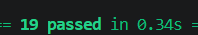 == 19 passed in 0.34s =